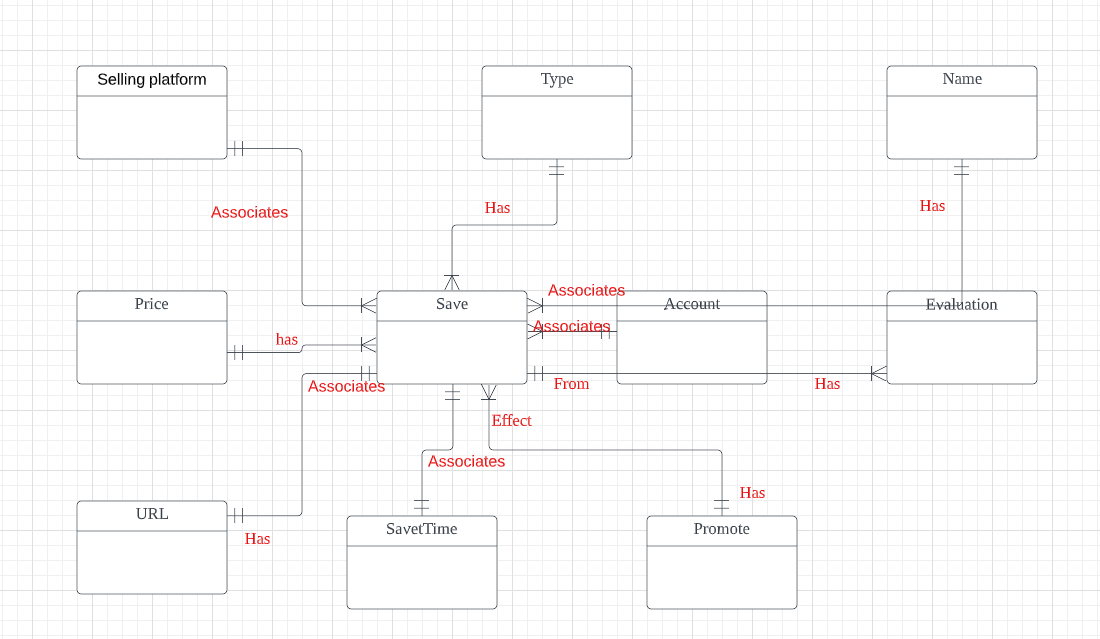 Selling platform
Type
Name
Associates
Has
Has
Price
Save
Associates
Account
Evaluation
Associates
has
Associates
From
Has
Effect
Associates
Has
URL
Has
SavetTime
Promote